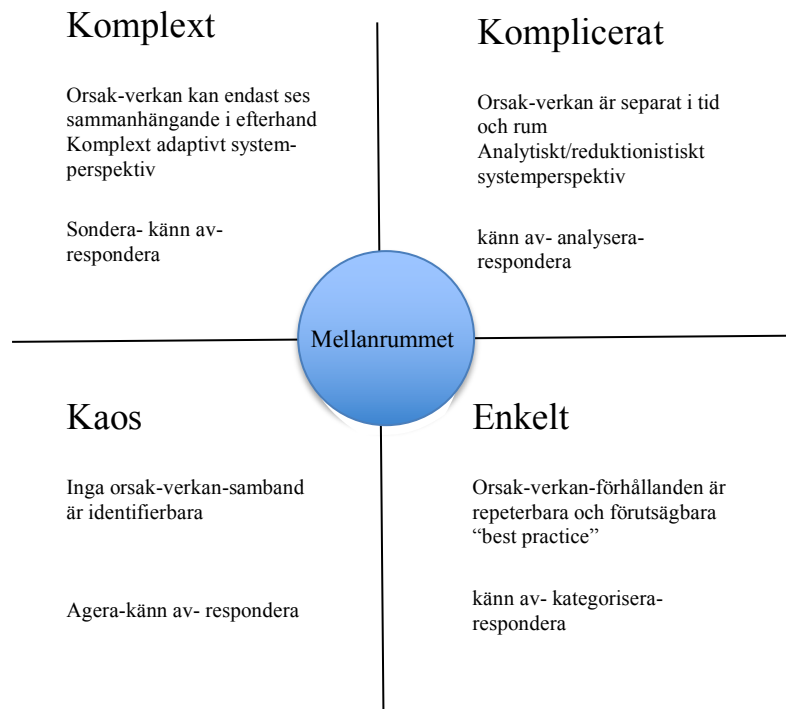 Komplext
Orsak-verkan kan endast ses
sammanhängande i efterhand
Komplext adaptivt system-
perspektiv
Sondera- känn av-
respondera
Komplicerat
Orsak-verkan är separat i tid
och rum
Analytiskt/reduktionistiskt
systemperspektiv
känn av- analysera-
respondera
Mellanrummet
Kaos
Inga orsak-verkan-samband
är identifierbara
Agera-känn av- respondera
Enkelt
Orsak-verkan-förhållanden är
repeterbara och förutsägbara
“best practice”
känn av- kategorisera-
respondera